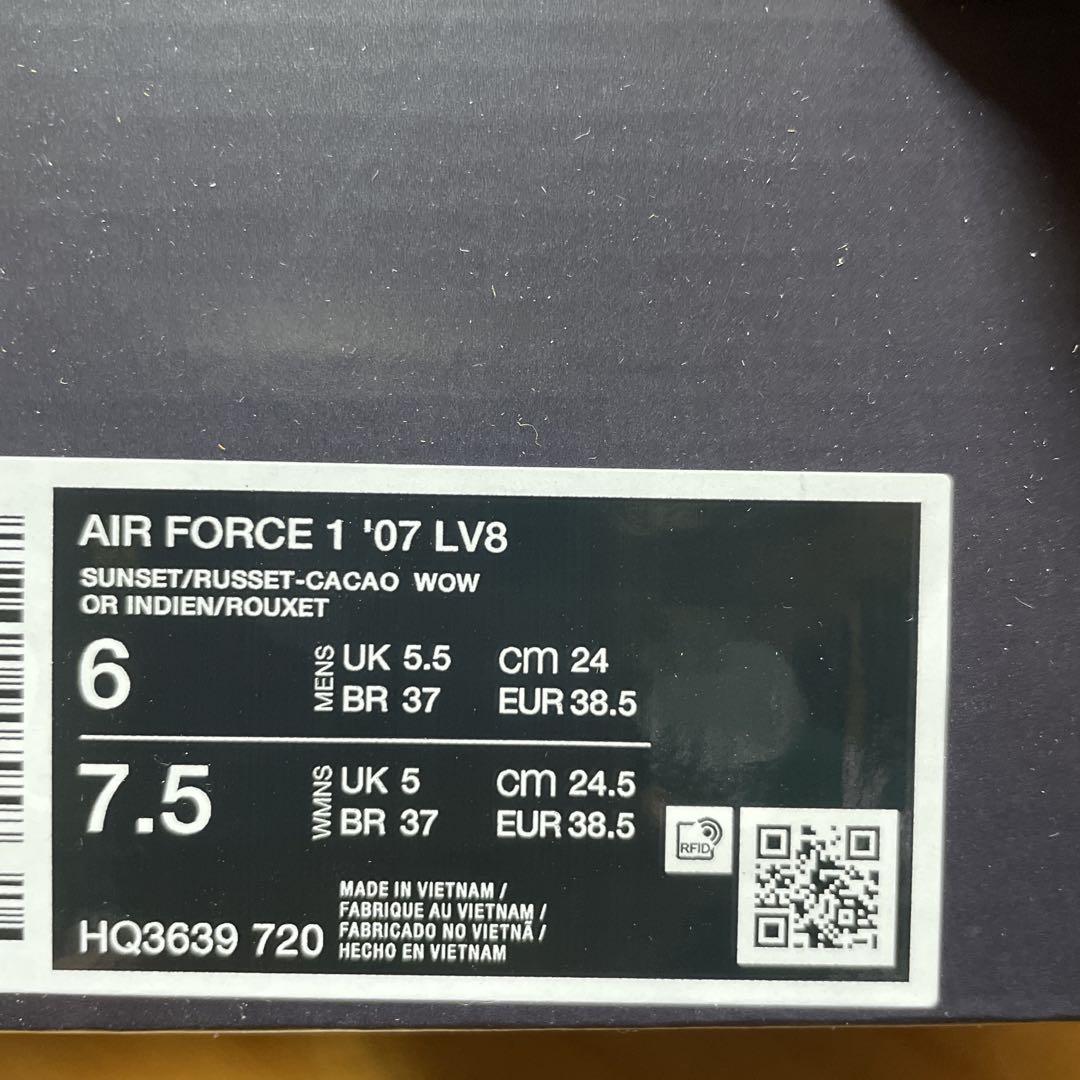 AIR FORCE 1 '07 LV8
SUNSET/RUSSET-CACAO WOW
OR INDIEN/ROUXET
6
MENS
UK 5.5 cm 24
BR 37 EUR 38.5
7.5
WMNS
UK 5 cm 24.5
BR 37 EUR 38.5
RFID
HQ3639 720
MADE IN VIETNAM /
FABRIQUE AU VIETNAM /
FABRICADO NO VIETNÃ /
HECHO EN VIETNAM